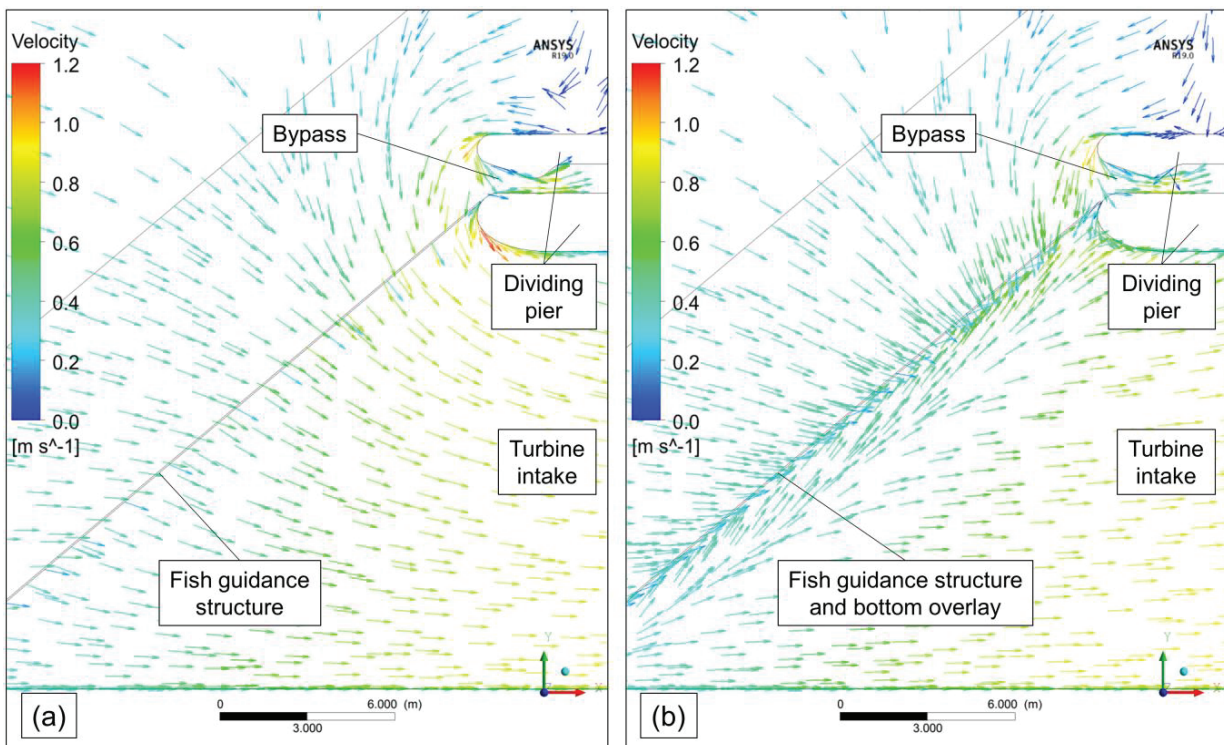 Velocity
1.2
1.0
0.8
0.6
0.4
0.2
0.0
[m s^-1]
ANSYS
R19.0
Bypass
Dividing
pier
Turbine
intake
Fish guidance
structure
Y
X
(a)
0
6.000 (m)
3.000
Velocity
1.2
1.0
0.8
0.6
0.4
0.2
0.0
[m s^-1]
ANSYS
R19.0
Bypass
Dividing
pier
Turbine
intake
Fish guidance structure
and bottom overlay
Y
X
(b)
0
6.000 (m)
3.000